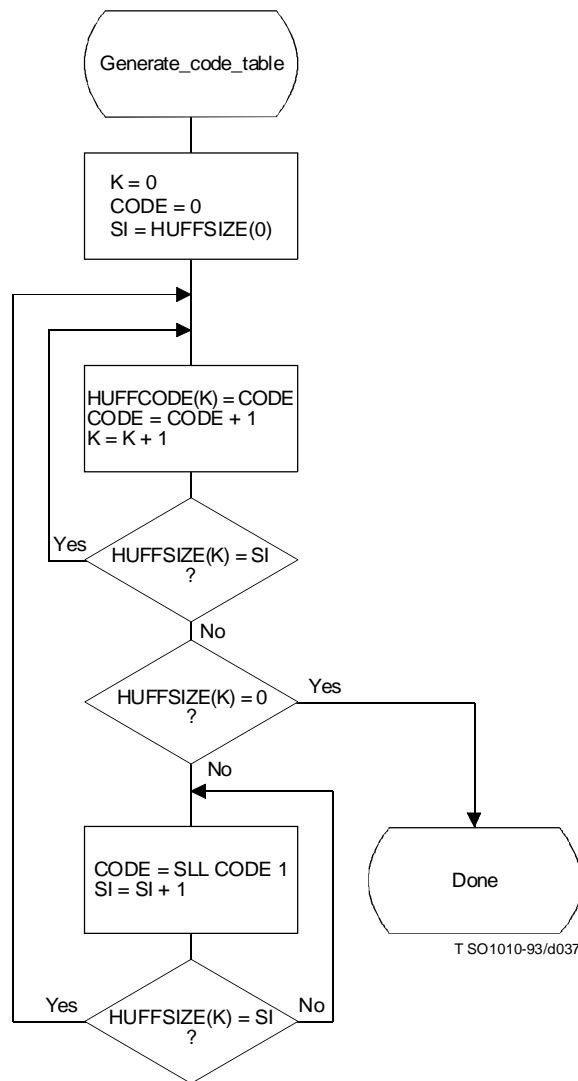 Generate_code_table
K = 0
CODE = 0
SI = HUFFSIZE(0)
HUFFCODE(K) = CODE
CODE = CODE + 1
K = K + 1
Yes
HUFFSIZE(K) = SI
?
No
HUFFSIZE(K) = 0
?
Yes
No
CODE = SLL CODE 1
SI = SI + 1
Done
TISO1010-93/d037
Yes
HUFFSIZE(K) = SI
?
No